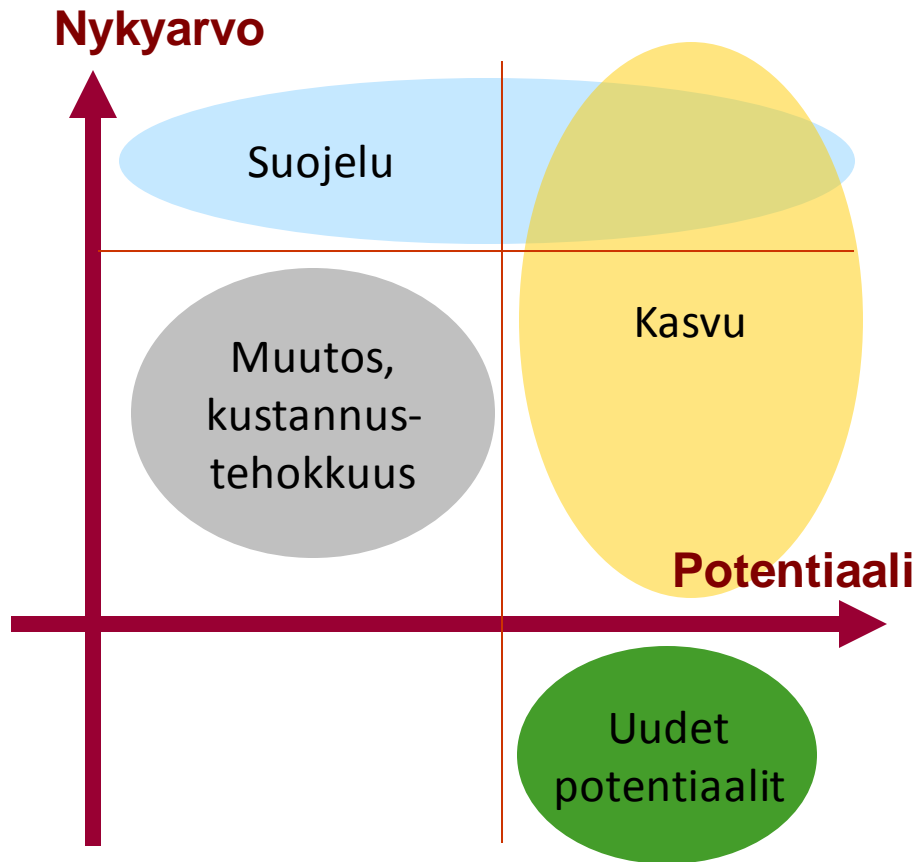 Nykyarvo
Suojelu
Kasvu
Muutos,
kustannus-
tehokkuus
Potentiaali
Uudet
potentiaalit